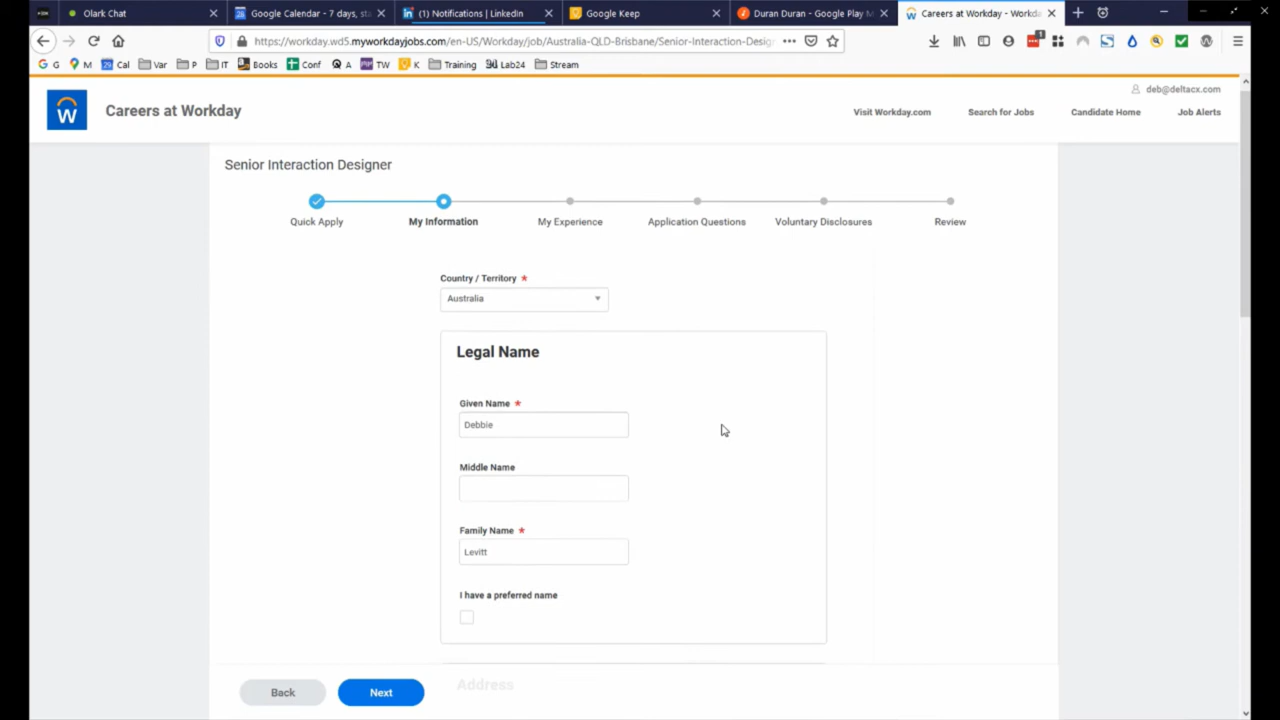 Olark Chat
Google Calendar - 7 days, sta
(1) Notifications | LinkedIn
Google Keep
Duran Duran - Google Play M
Careers at Workday - Workda
https://workday.wd5.myworkdayjobs.com/en-US/Workday/job/Australia-QLD-Brisbane/Senior-Interaction-Desig
1
G
M
Cal
Var
P
IT
Books
Conf
A
TW
K
Training
Lab24
Stream
deb@deltacx.com
Careers at Workday
Visit Workday.com
Search for Jobs
Candidate Home
Job Alerts
Senior Interaction Designer
Quick Apply
My Information
My Experience
Application Questions
Voluntary Disclosures
Review
Country / Territory *
Australia
Legal Name
Given Name *
Debbie
Middle Name
Family Name *
Levitt
I have a preferred name
Address
Back
Next